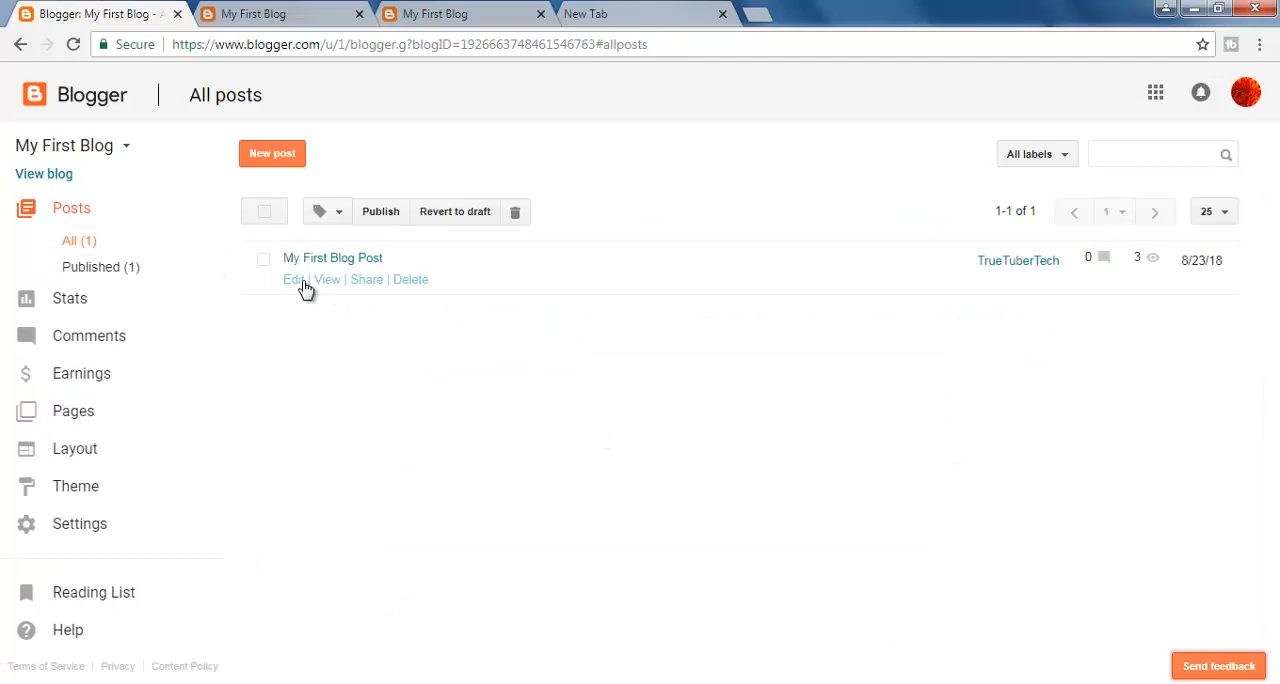 Blogger: My First Blog - A
My First Blog
My First Blog
New Tab
Secure
https://www.blogger.com/u/1/blogger.g?blogID=1926663748461546763#allposts
Blogger
All posts
My First Blog
View blog
New post
All labels
Posts
All (1)
Published (1)
Publish
Revert to draft
1-1 of 1
1
25
My First Blog Post
Edit | View | Share | Delete
TrueTuberTech
0
3
8/23/18
Stats
Comments
Earnings
Pages
Layout
Theme
Settings
Reading List
Help
Terms of Service | Privacy | Content Policy
Send feedback